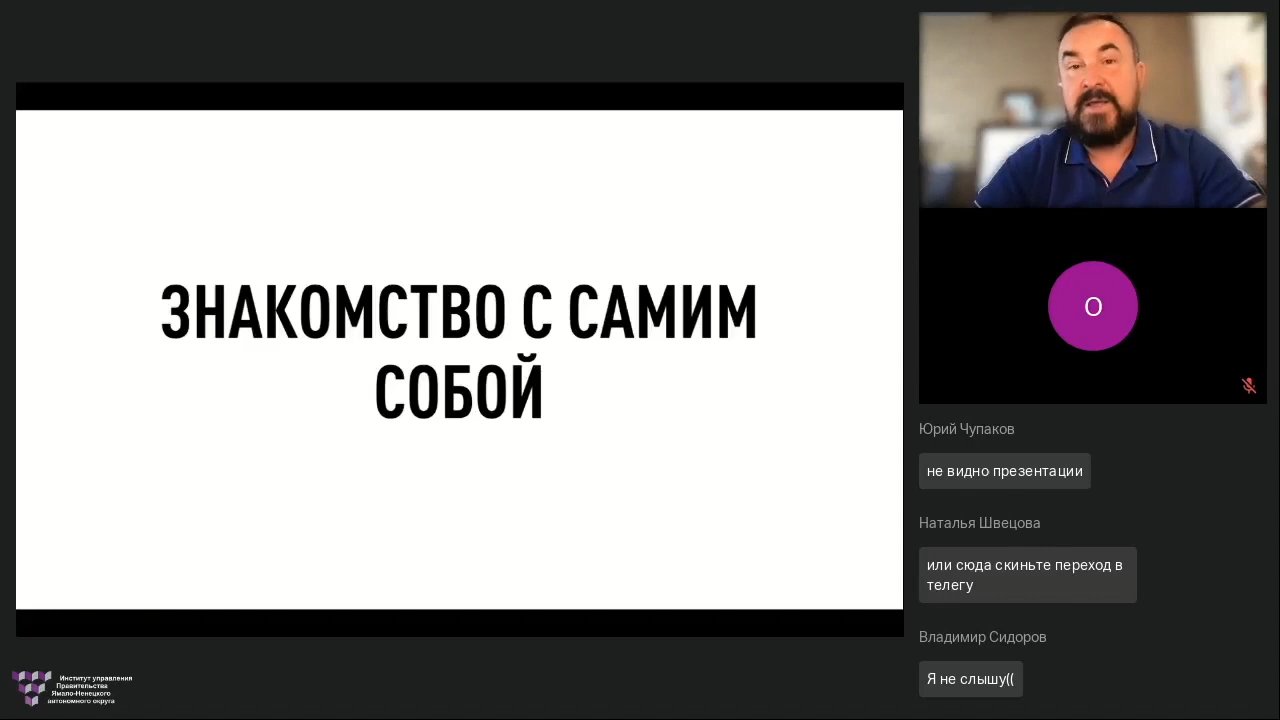 ЗНАКОМСТВО С САМИМ
СОБОЙ
О
Юрий Чупаков
не видно презентации
Наталья Швецова
или сюда скиньте переход в
телегу
Владимир Сидоров
Я не слышу((
Институт управления
Правительства
Ямало-Ненецкого
автономного округа